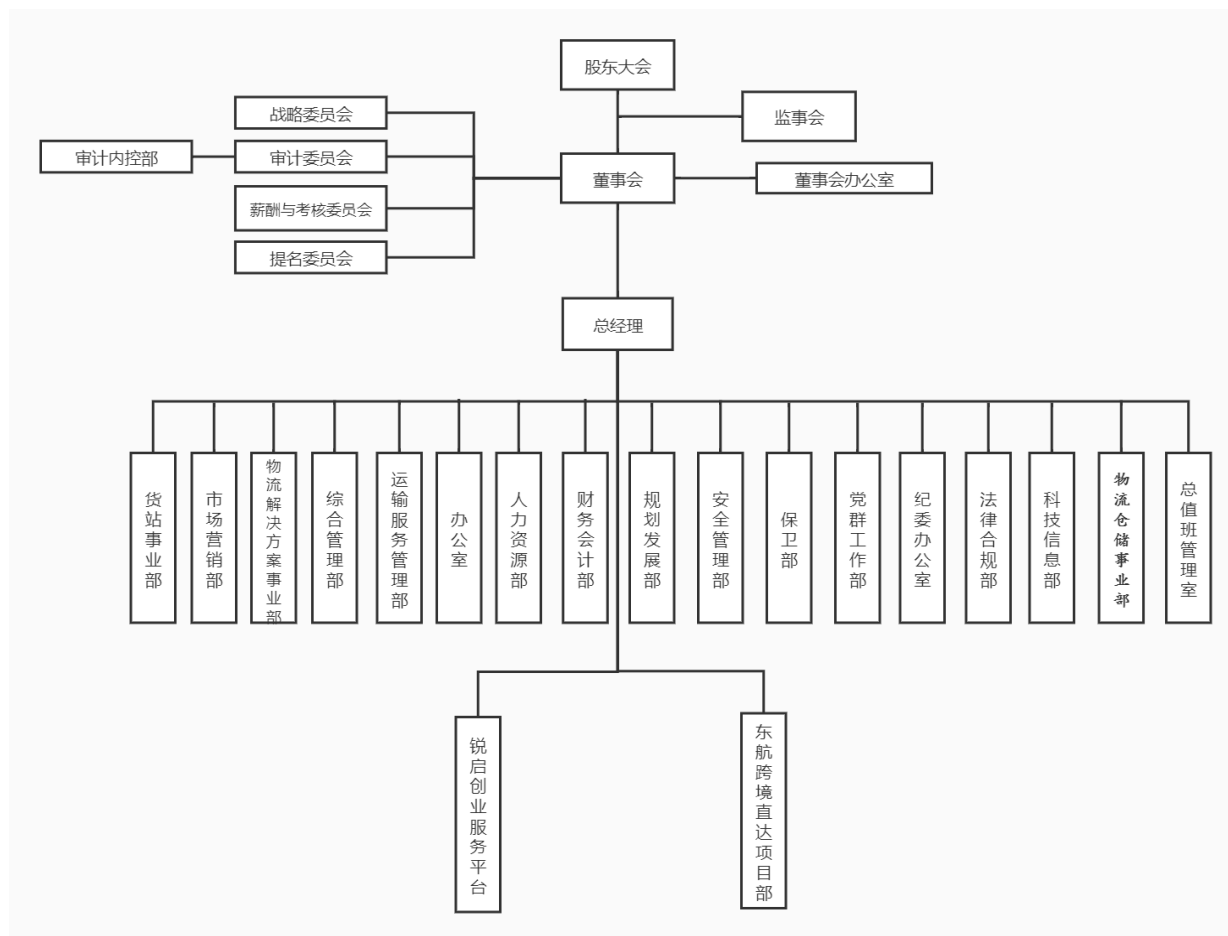 股东大会
监事会
战略委员会
审计内控部
审计委员会
董事会
董事会办公室
薪酬与考核委员会
提名委员会
总经理
货站事业部
市场营销部
物流解决方案事业部
综合管理部
运输服务管理部
办公室
人力资源部
财务会计部
规划发展部
安全管理部
保卫部
党群工作部
纪委办公室
法律合规部
科技信息部
物流仓储事业部
总值班管理室
锐启创业服务平台
东航跨境直达项目部